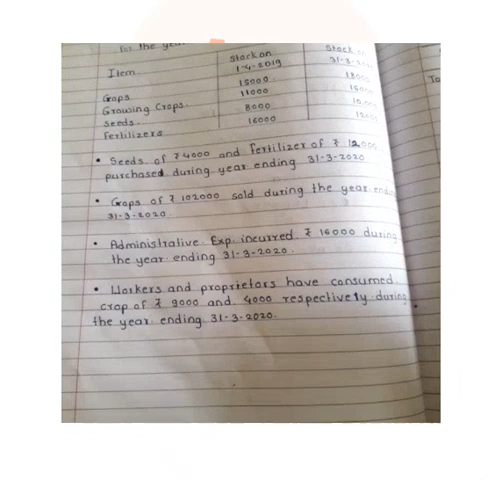 for the year
Item Stock on Stock on
1-4-2019 31-3-
Crops 15000 18000
Growing Crops 11000
Seeds 8000 10,000
Fertilizers 16000 12000
• Seeds of ₹ 4000 and fertilizer of ₹ 12000
purchased during year ending 31-3-2020
• Crops of ₹ 102000 sold during the year ending
31-3-2020.
• Administrative Exp. incurred ₹ 16000 during
the year ending 31-3-2020.
• Workers and proprietors have consumed
crop of ₹ 9000 and 4000 respectively during
the year ending 31-3-2020.
To